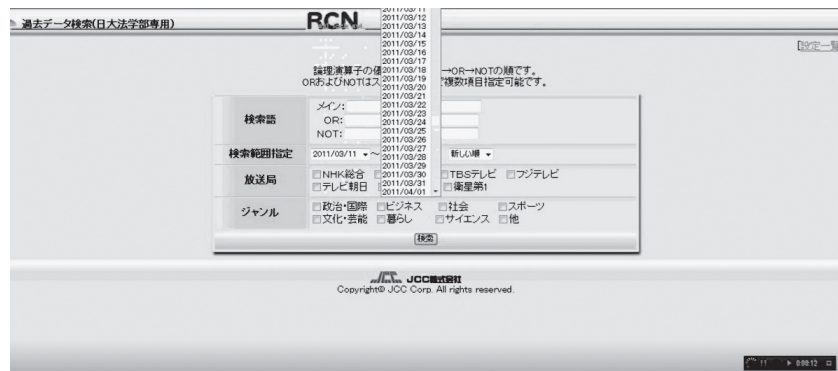 過去データ検索(日大法学部専用)
RCN
[設定一覧
論理演算子の優
→OR→NOTの順です。
ORおよびNOTはス
で複数項目指定可能です。
2011/03/11
2011/03/12
2011/03/13
2011/03/14
2011/03/15
2011/03/16
2011/03/17
2011/03/18
2011/03/19
2011/03/20
2011/03/21
2011/03/22
2011/03/23
2011/03/24
2011/03/25
2011/03/26
2011/03/27
2011/03/28
2011/03/29
2011/03/30
2011/03/31
2011/04/01
検索語
メイン:
OR:
NOT:
検索範囲指定 2011/03/11 ～ 新しい順
放送局
NHK総合 TBSテレビ フジテレビ
テレビ朝日 衛星第1
ジャンル
政治・国際 ビジネス 社会 スポーツ
文化・芸能 暮らし サイエンス 他
検索
JCC株式会社
Copyright© JCC Corp. All rights reserved.
11 0:00:12